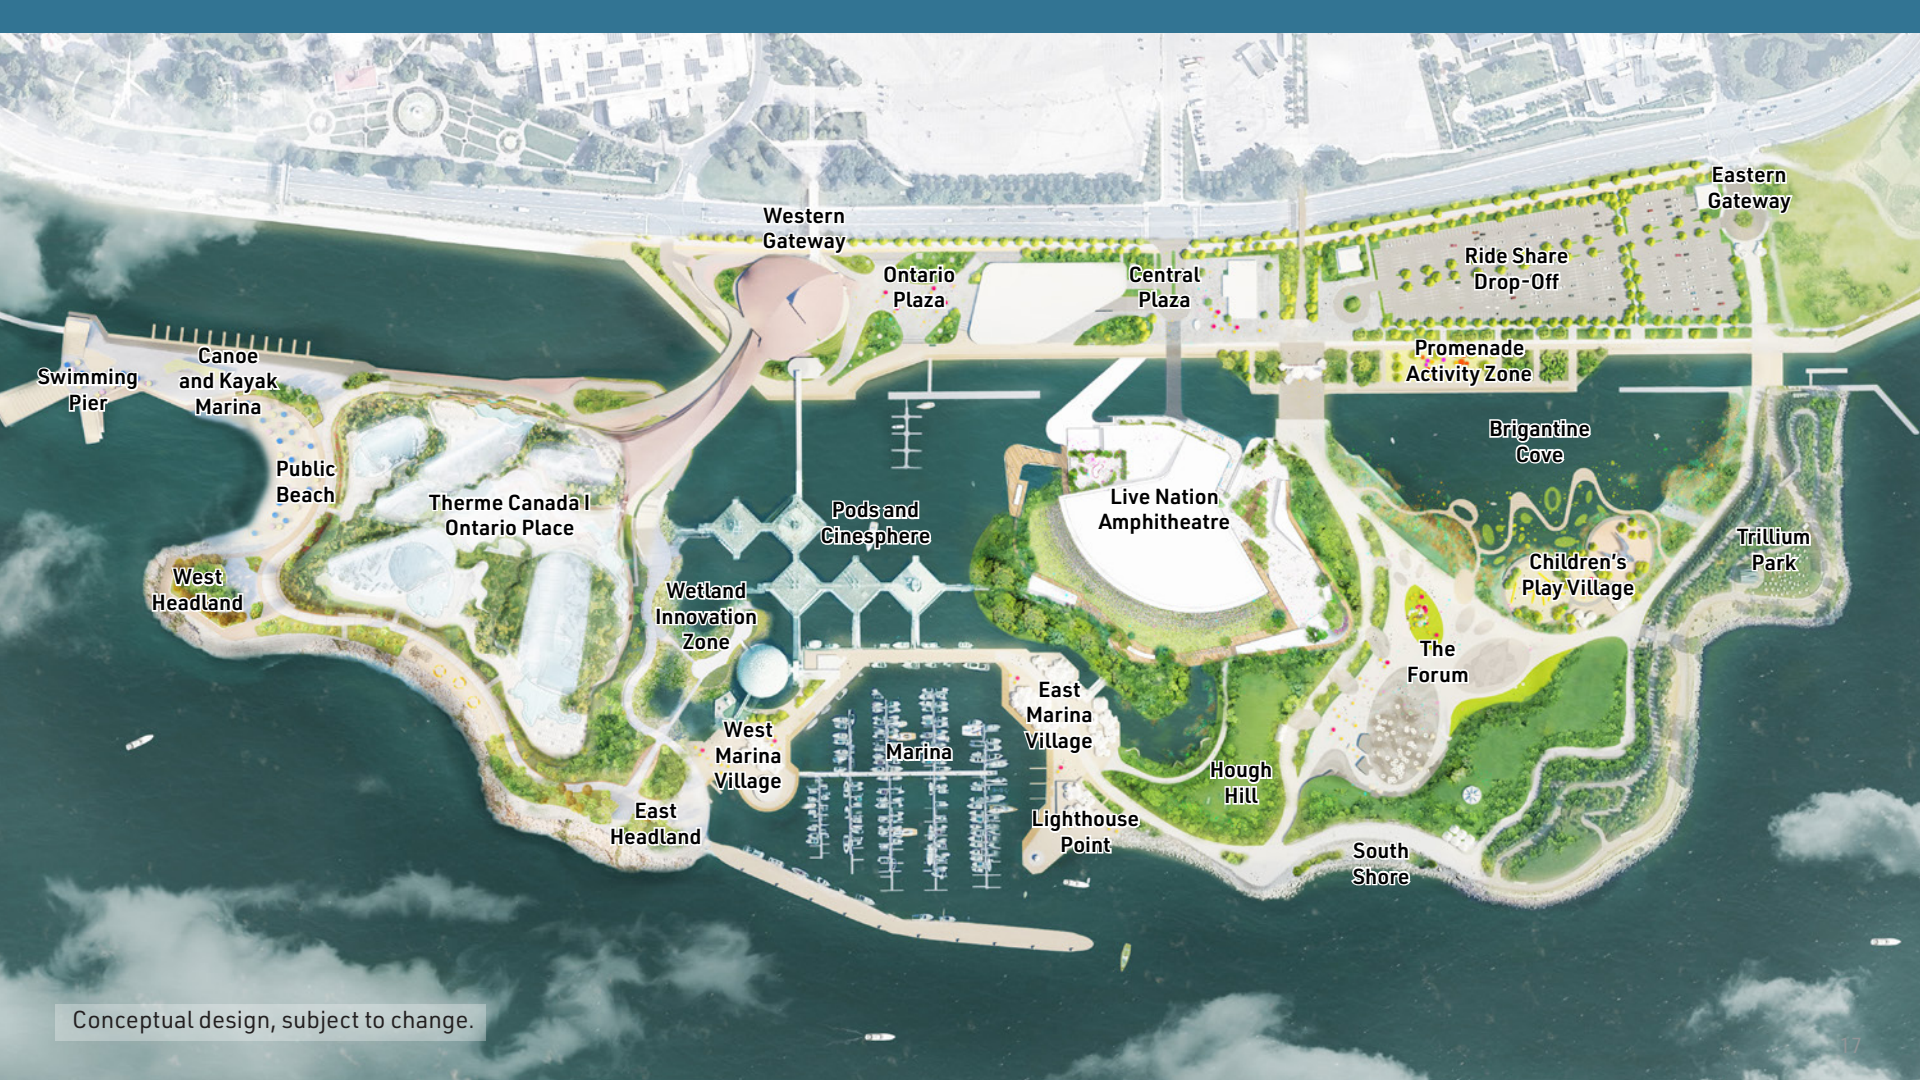 Eastern
Gateway
Western
Gateway
Ontario
Plaza
Central
Plaza
Ride Share
Drop-Off
Promenade
Activity Zone
Canoe
and Kayak
Marina
Swimming
Pier
Brigantine
Cove
Public
Beach
Therme Canada I
Ontario Place
Pods and
Cinesphere
Live Nation
Amphitheatre
Trillium
Park
Children's
Play Village
West
Headland
Wetland
Innovation
Zone
The
Forum
East
Marina
Village
West
Marina
Village
Marina
Hough
Hill
East
Headland
Lighthouse
Point
South
Shore
Conceptual design, subject to change.
17